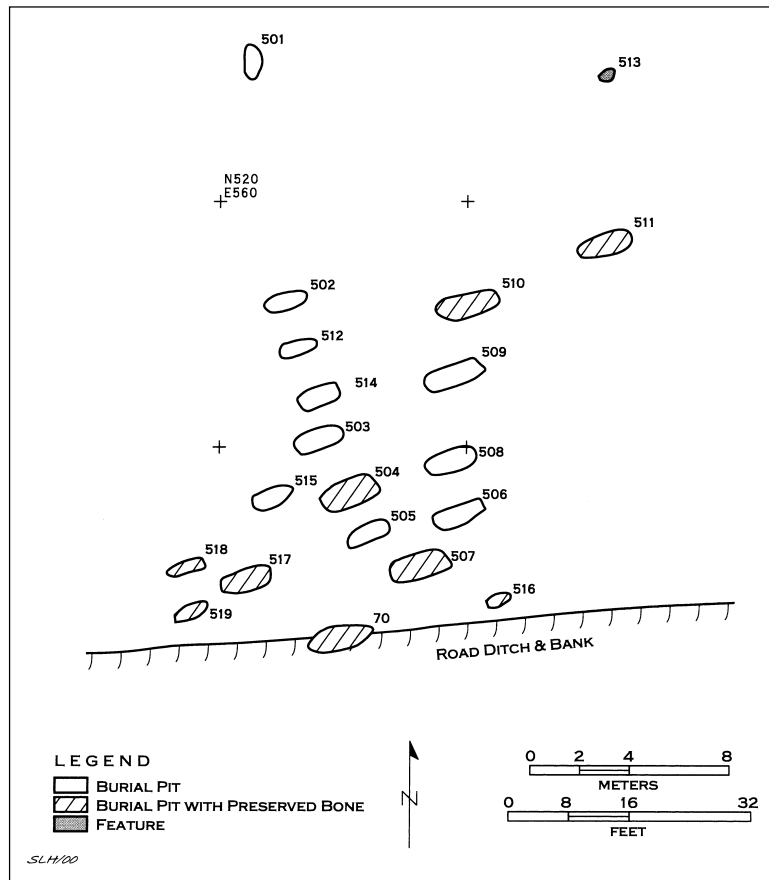 501
513
N520
E560
511
502
510
512
509
514
503
508
504
515
506
505
518
517
507
516
519
70
ROAD DITCH & BANK
LEGEND
BURIAL PIT
BURIAL PIT WITH PRESERVED BONE
FEATURE
N
0 2 4 8
METERS
0 8 16 32
FEET
SLH/00